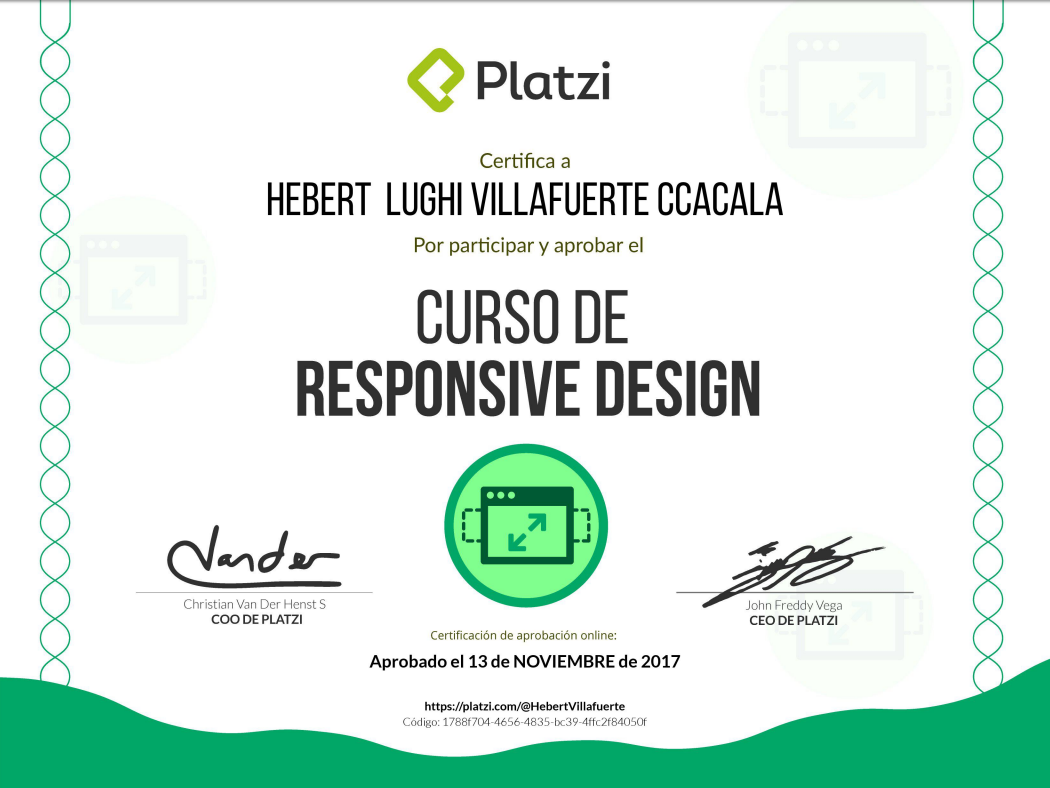 Platzi
Certifica a
HEBERT LUGHI VILLAFUERTE CCACALA
Por participar y aprobar el
CURSO DE
RESPONSIVE DESIGN
Vander
Christian Van Der Henst S
COO DE PLATZI
John Freddy Vega
CEO DE PLATZI
Certificación de aprobación online:
Aprobado el 13 de NOVIEMBRE de 2017
https://platzi.com/@HebertVillafuerte
Código: 1788f704-4656-4835-bc39-4ffc2f84050f